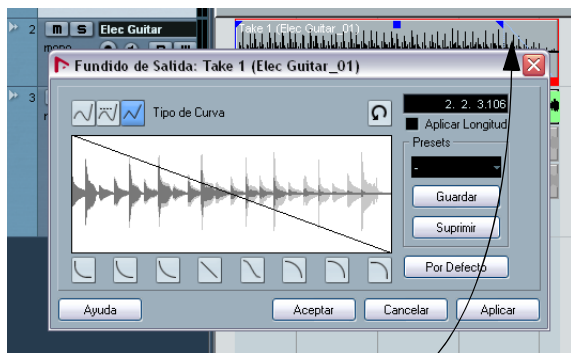 2 m S Elec Guitar
Take 1 (Elec Guitar_01)
mono
Fundido de Salida: Take 1 (Elec Guitar_01)
3
Tipo de Curva
2. 2. 3.106
Aplicar Longitud
Presets
-
Guardar
Suprimir
Por Defecto
Ayuda
Aceptar
Cancelar
Aplicar